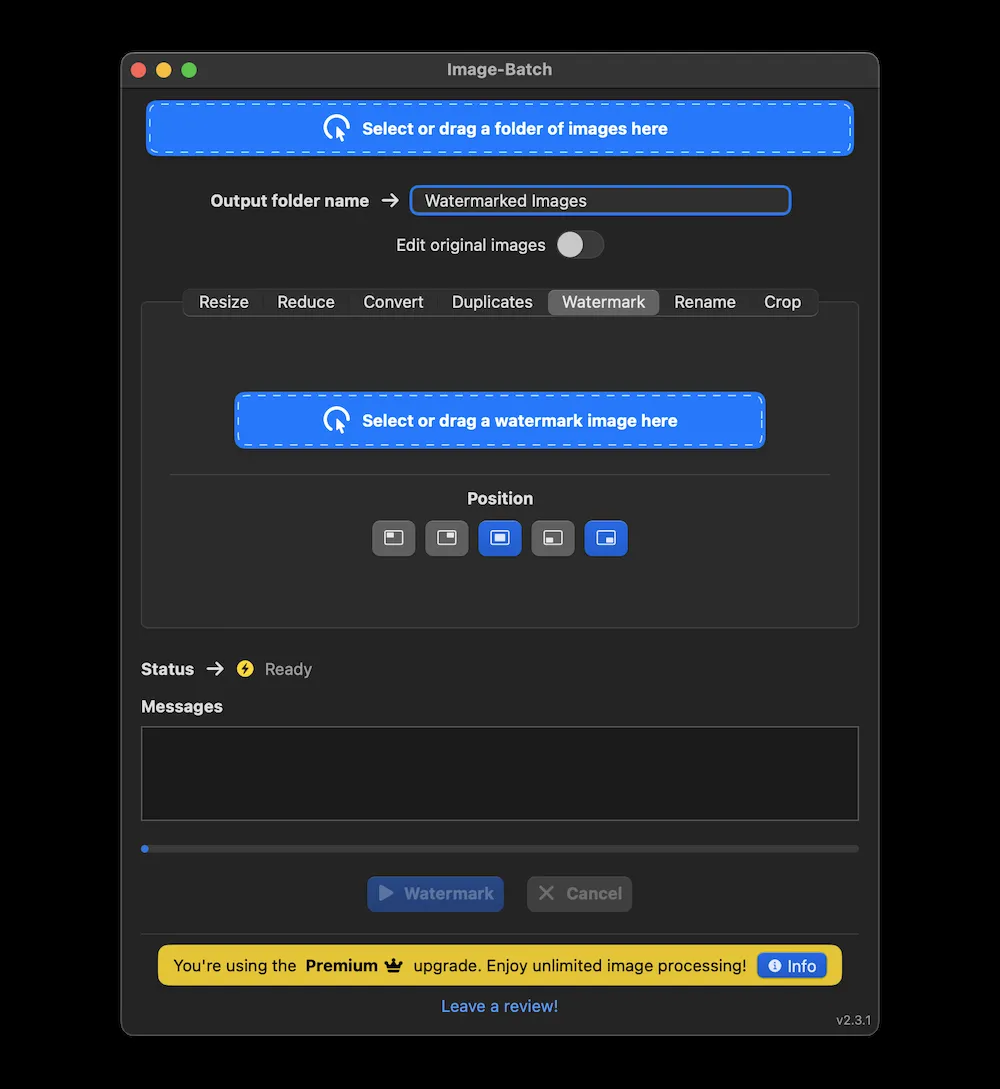 Image-Batch
Select or drag a folder of images here
Output folder name → Watermarked Images
Edit original images
Resize Reduce Convert Duplicates Watermark Rename Crop
Select or drag a watermark image here
Position
Status → Ready
Messages
Watermark Cancel
You're using the Premium upgrade. Enjoy unlimited image processing! Info
Leave a review!
v2.3.1